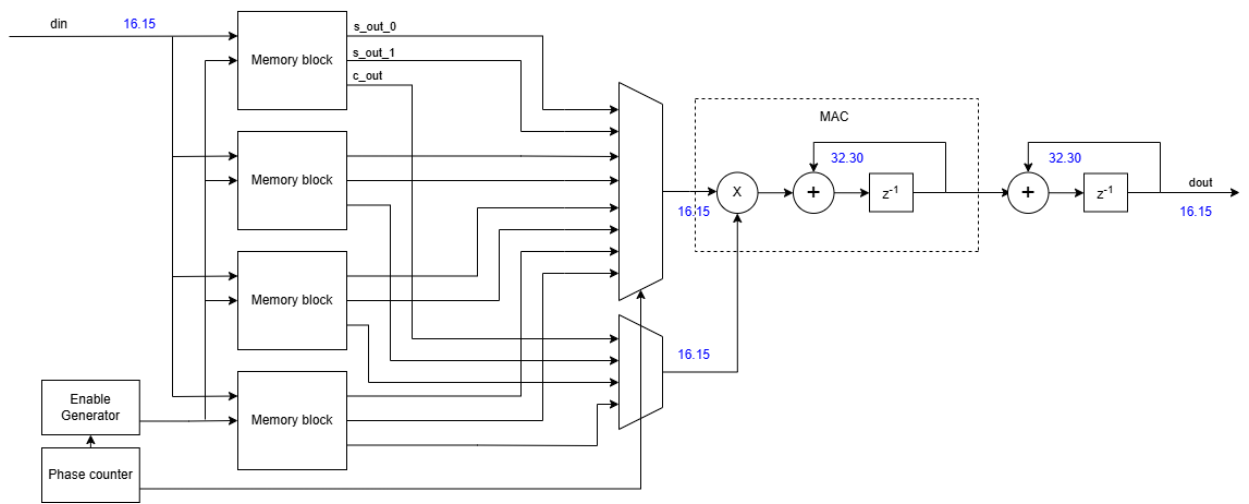 din
16.15
s_out_0
Memory block
s_out_1
c_out
Memory block
Memory block
Memory block
Enable
Generator
Phase counter
MAC
32.30
X
+
z-1
16.15
16.15
32.30
+
z-1
dout
16.15